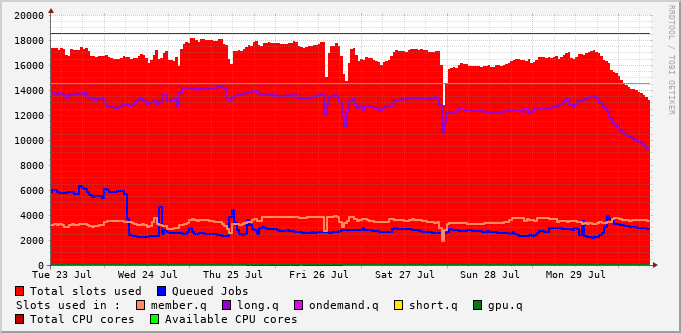 20000
18000
16000
14000
12000
10000
8000
6000
4000
2000
0
Tue 23 Jul Wed 24 Jul Thu 25 Jul Fri 26 Jul Sat 27 Jul Sun 28 Jul Mon 29 Jul
Total slots used Queued Jobs
Slots used in : member.q long.q ondemand.q short.q gpu.q
Total CPU cores Available CPU cores
RRDTOOL / TOBI OETIKER